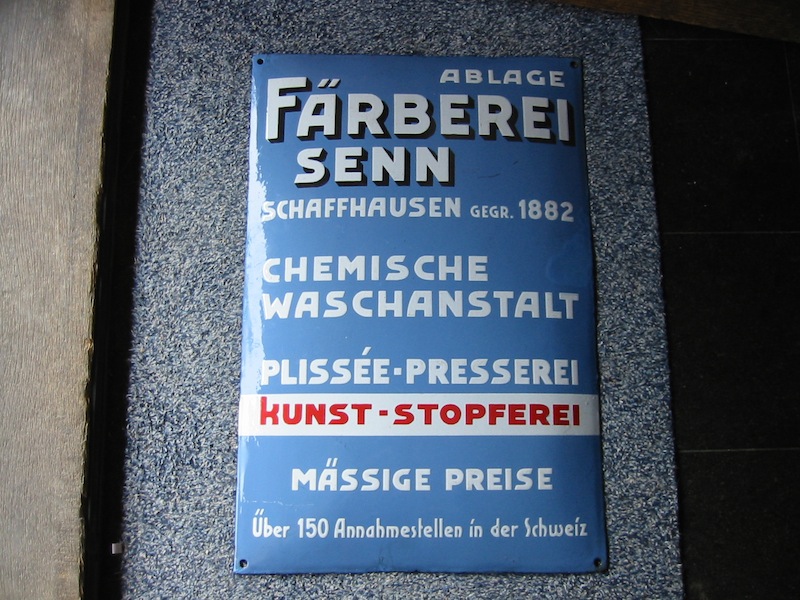 ABLAGE
FÄRBEREI
SENN
SCHAFFHAUSEN GEGR. 1882
CHEMISCHE
WASCHANSTALT
PLISSÉE-PRESSEREI
KUNST-STOPFEREI
MÄSSIGE PREISE
Über 150 Annahmestellen in der Schweiz